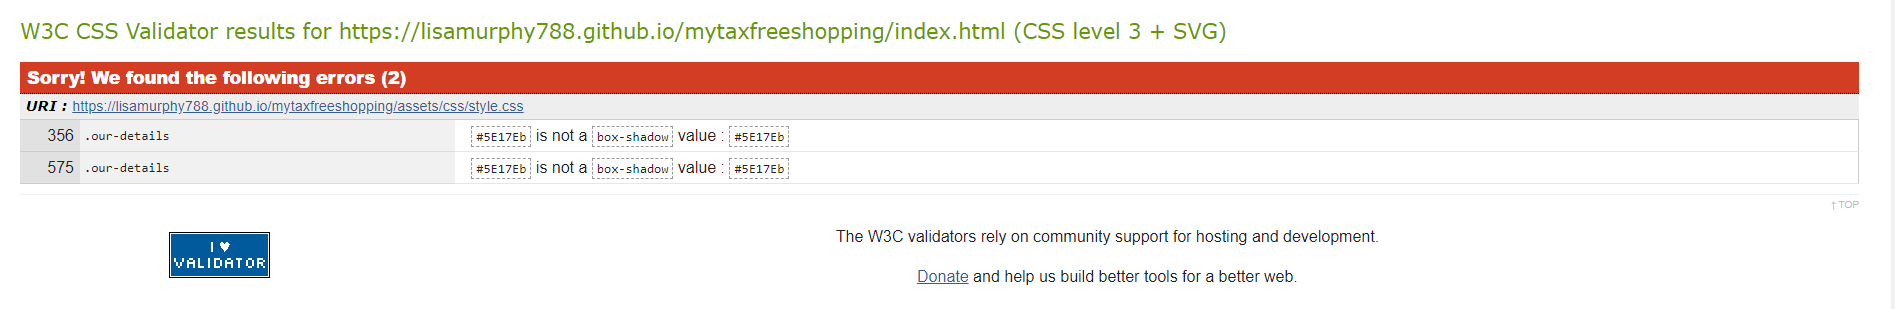 W3C CSS Validator results for https://lisamurphy788.github.io/mytaxfreeshopping/index.html (CSS level 3 + SVG)
Sorry! We found the following errors (2)
URI : https://lisamurphy788.github.io/mytaxfreeshopping/assets/css/style.css
356 .our-details #5E17Eb is not a box-shadow value : #5E17Eb
575 .our-details #5E17Eb is not a box-shadow value : #5E17Eb
↑ TOP
I ♥
VALIDATOR
The W3C validators rely on community support for hosting and development.
Donate and help us build better tools for a better web.